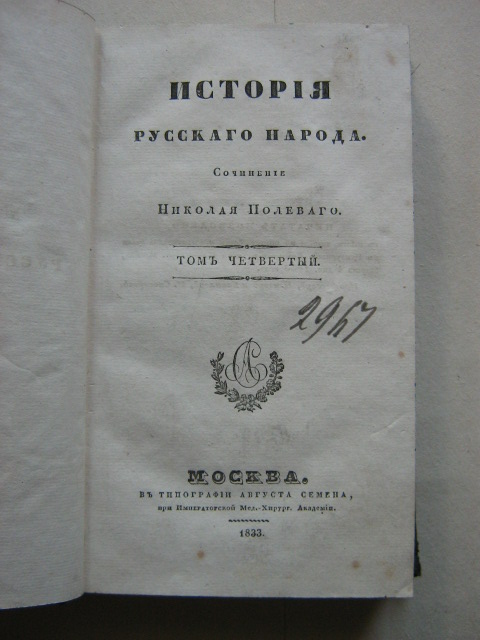 ИСТОРІЯ
РУССКАГО НАРОДА.
Сочиненіе
Николая Полеваго.
ТОМЪ ЧЕТВЕРТЫЙ.
МОСКВА.
ВЪ ТИПОГРАФІИ АВГУСТА СЕМЕНА,
при Императорской Мед.-Хирург. Академіи.
1833.